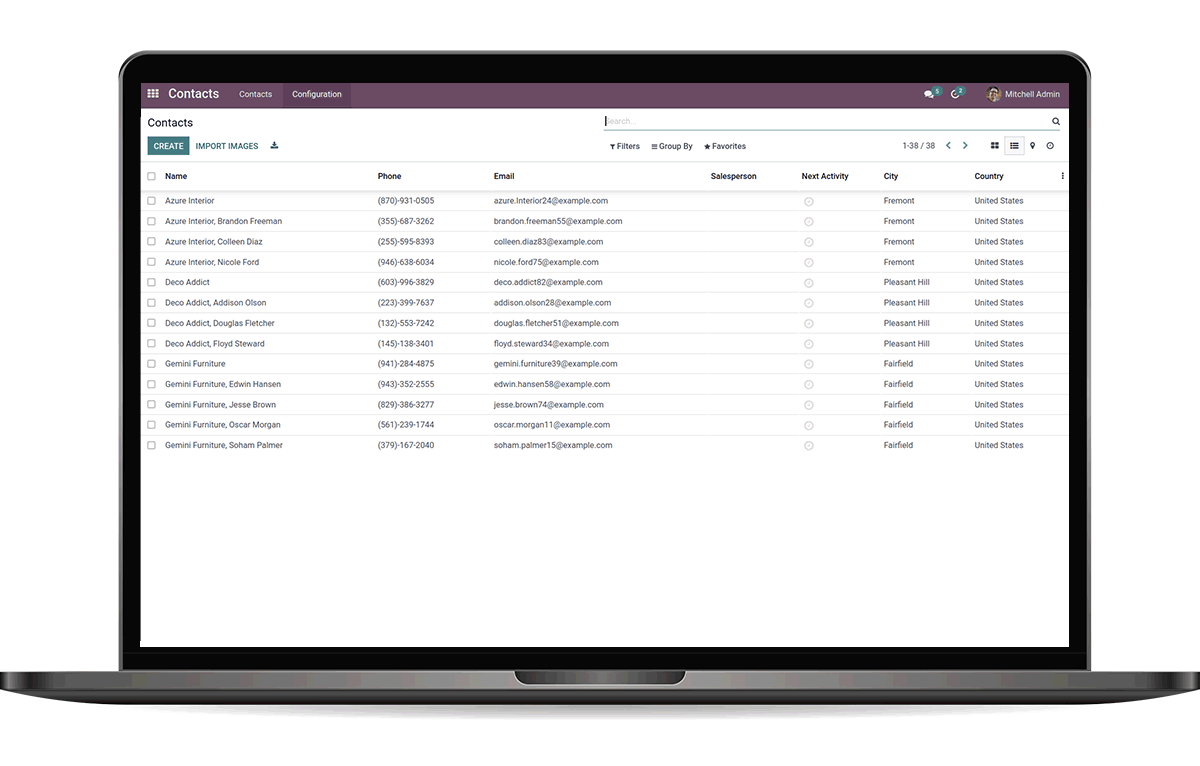 Contacts Contacts Configuration 5 2 Mitchell Admin
Contacts Search...
CREATE IMPORT IMAGES Filters Group By Favorites 1-38 / 38
Name Phone Email Salesperson Next Activity City Country
Azure Interior (870)-931-0505 azure.Interior24@example.com Fremont United States
Azure Interior, Brandon Freeman (355)-687-3262 brandon.freeman55@example.com Fremont United States
Azure Interior, Colleen Diaz (255)-595-8393 colleen.diaz83@example.com Fremont United States
Azure Interior, Nicole Ford (946)-638-6034 nicole.ford75@example.com Fremont United States
Deco Addict (603)-996-3829 deco.addict82@example.com Pleasant Hill United States
Deco Addict, Addison Olson (223)-399-7637 addison.olson28@example.com Pleasant Hill United States
Deco Addict, Douglas Fletcher (132)-553-7242 douglas.fletcher51@example.com Pleasant Hill United States
Deco Addict, Floyd Steward (145)-138-3401 floyd.steward34@example.com Pleasant Hill United States
Gemini Furniture (941)-284-4875 gemini.furniture39@example.com Fairfield United States
Gemini Furniture, Edwin Hansen (943)-352-2555 edwin.hansen58@example.com Fairfield United States
Gemini Furniture, Jesse Brown (829)-386-3277 jesse.brown74@example.com Fairfield United States
Gemini Furniture, Oscar Morgan (561)-239-1744 oscar.morgan11@example.com Fairfield United States
Gemini Furniture, Soham Palmer (379)-167-2040 soham.palmer15@example.com Fairfield United States